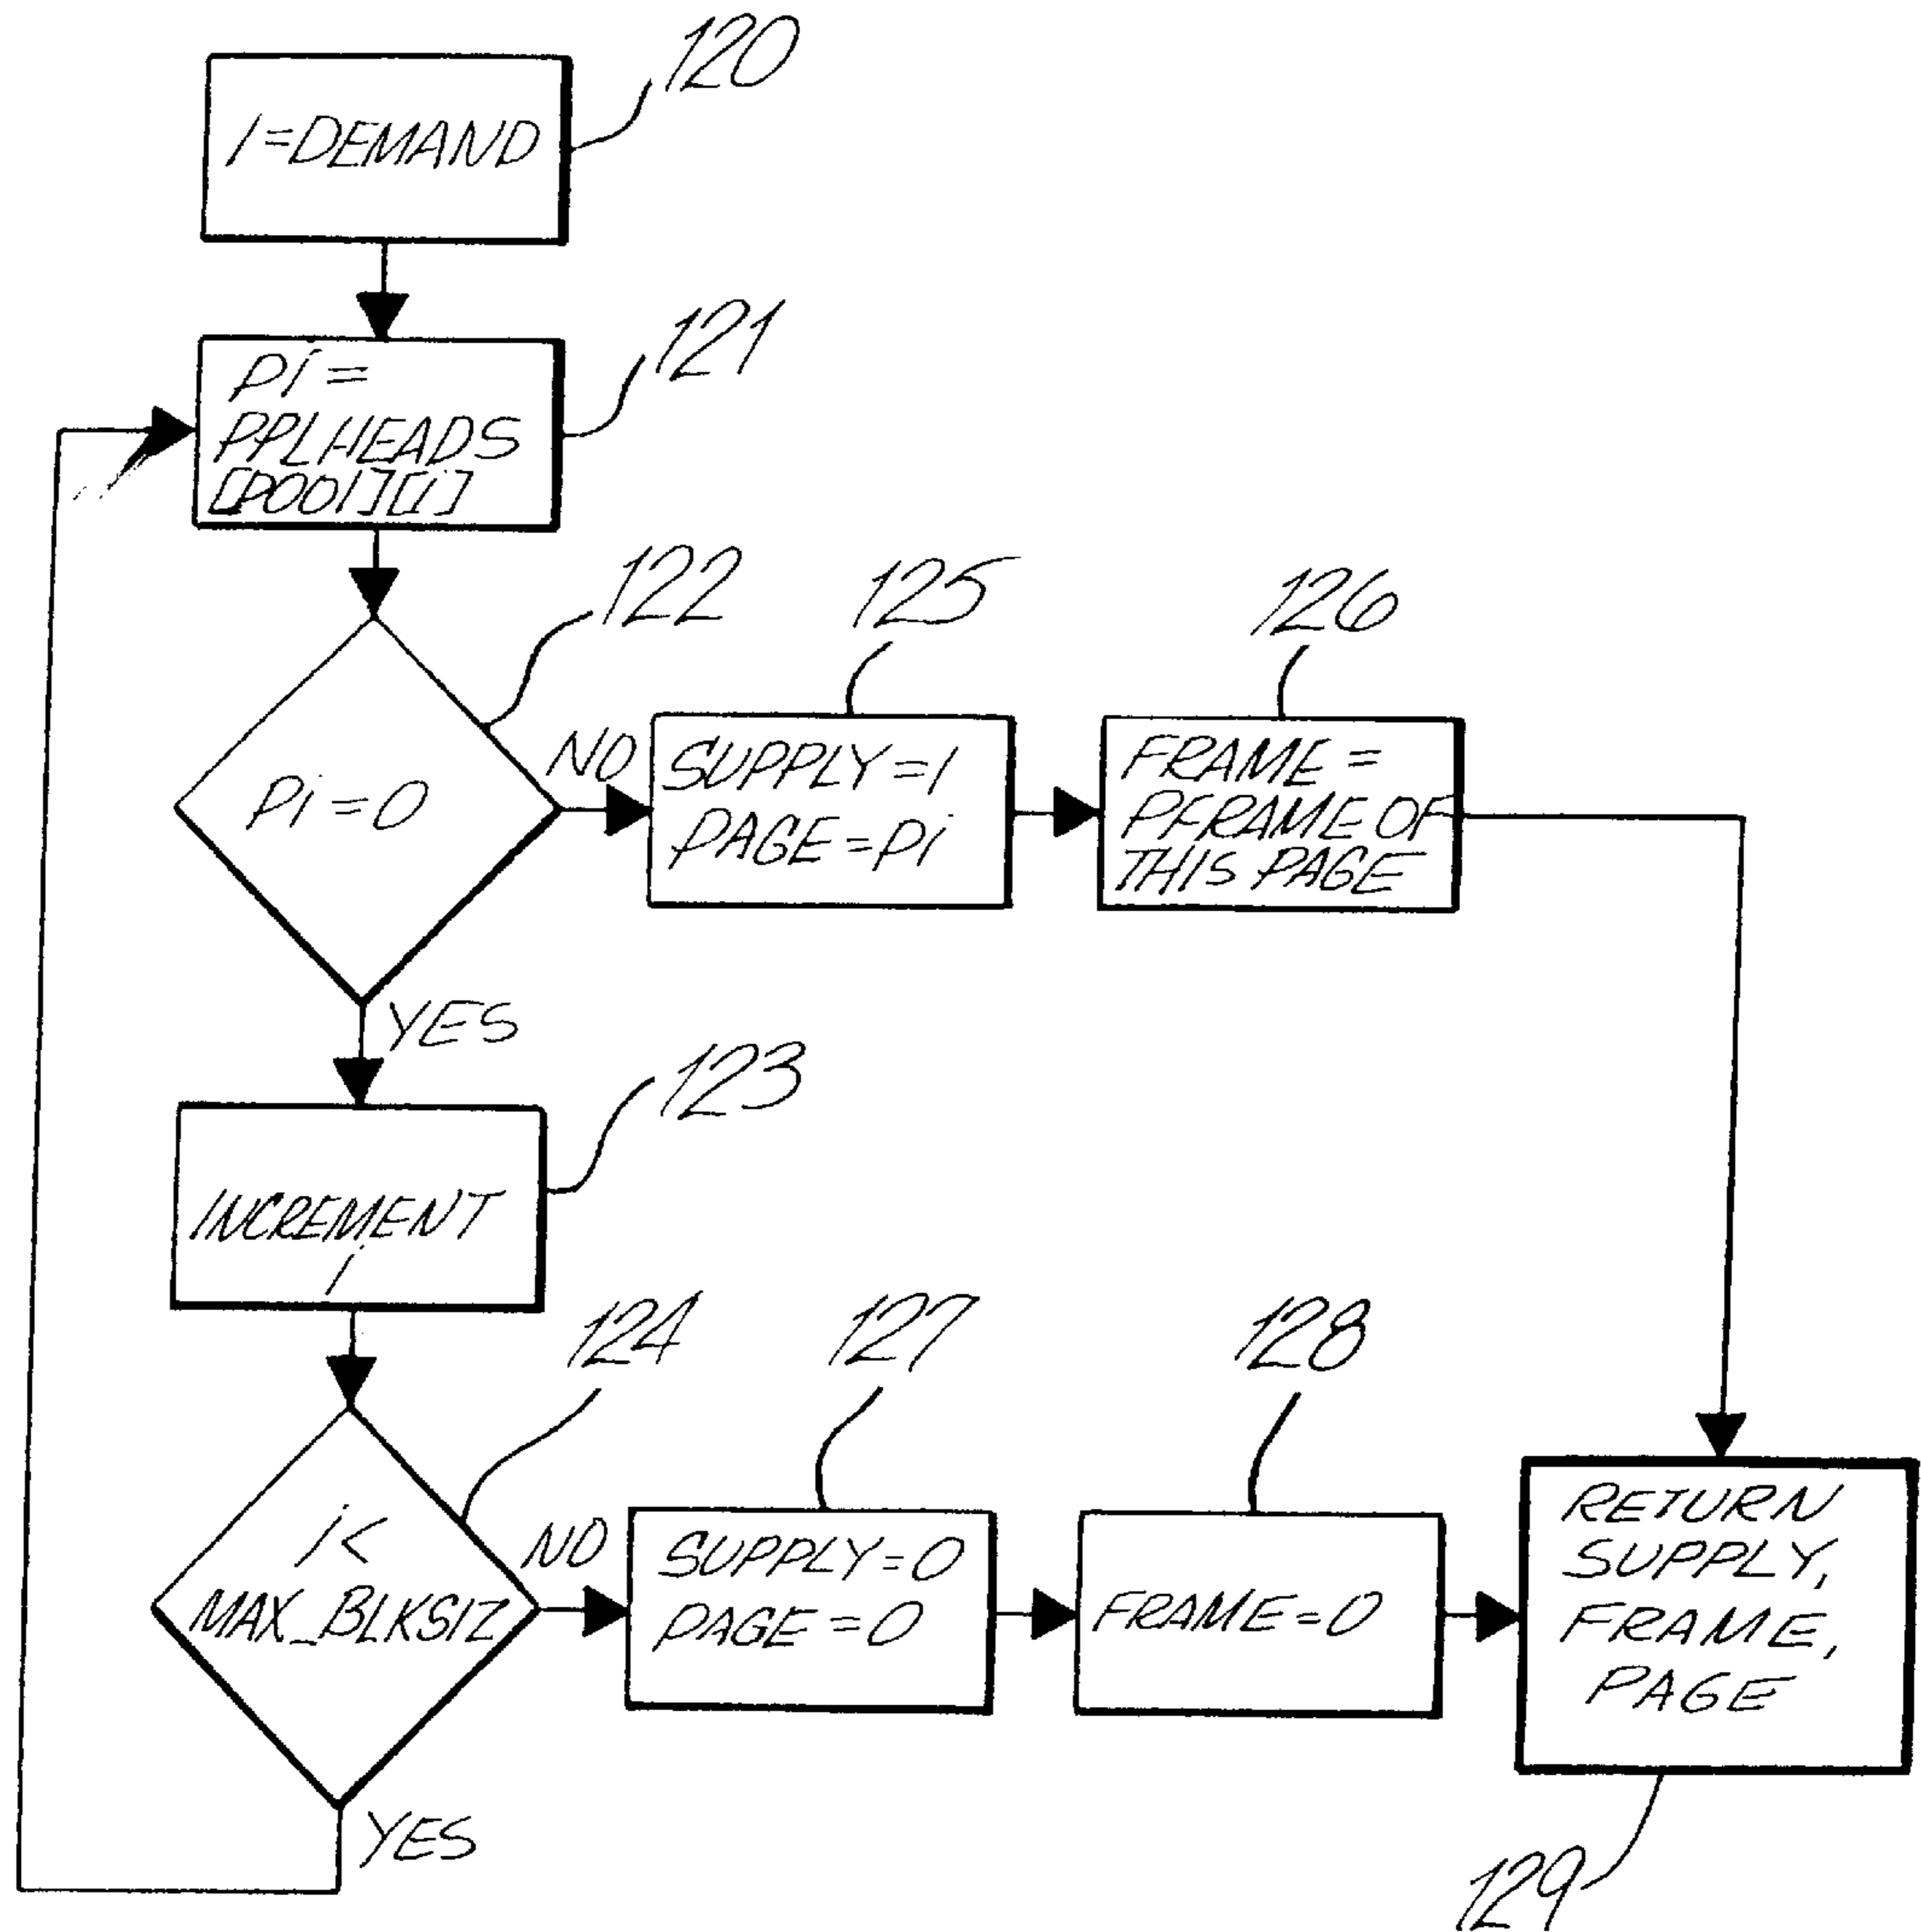 120
i=DEMAND
121
Pi=
PPLHEADS
[POOl][i]
122
125
126
Pi=0
NO
SUPPLY=1
PAGE=Pi
FRAME=
PFRAME OF
THIS PAGE
YES
123
INCREMENT
i
124
127
128
i<
MAX_BLKSIZ
NO
SUPPLY=0
PAGE=0
FRAME=0
RETURN
SUPPLY,
FRAME,
PAGE
YES
129